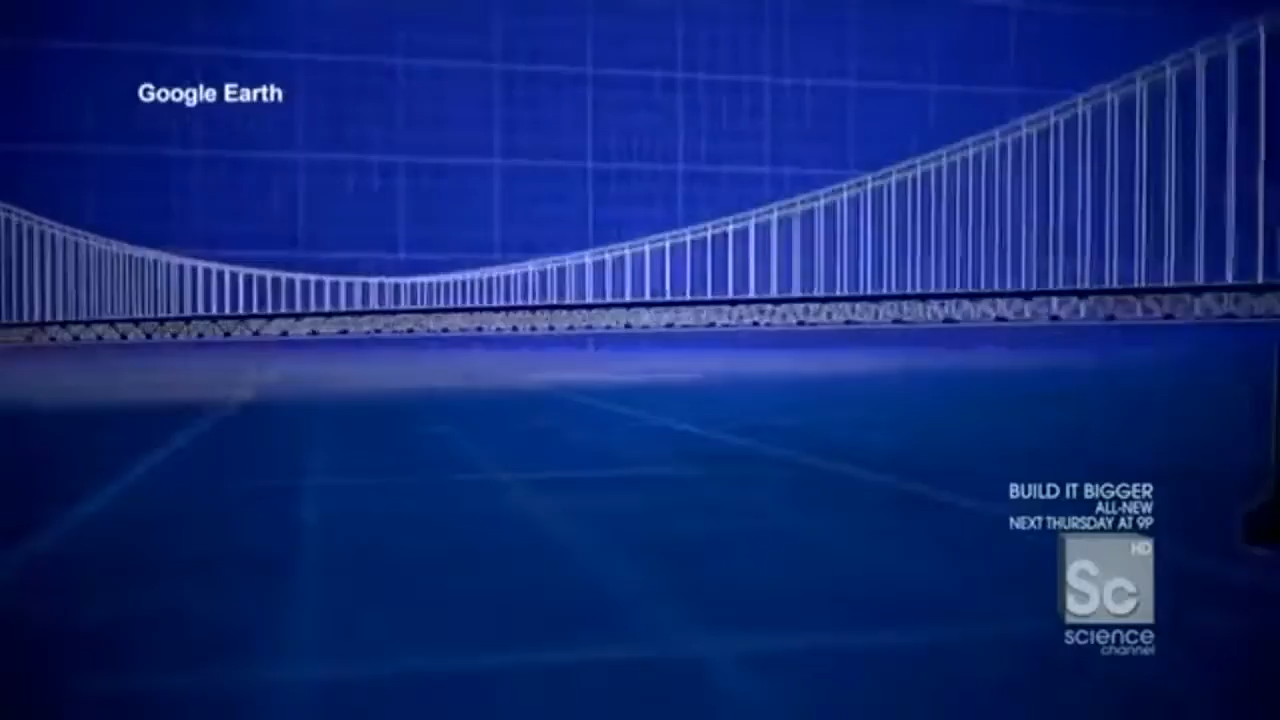 Google Earth
BUILD IT BIGGER
ALL-NEW
NEXT THURSDAY AT 9P
HD
Sc
science
channel